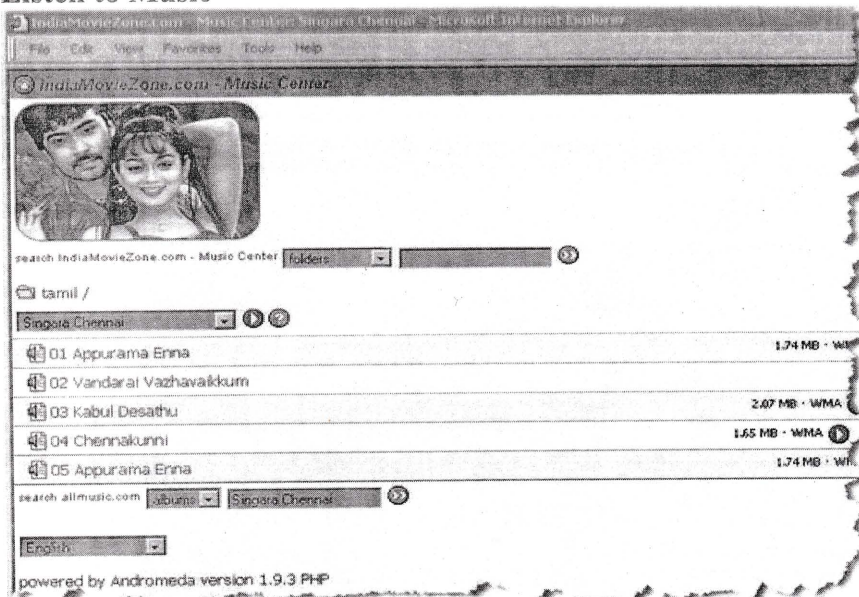 Listen to Music
IndiaMovieZone.com - Music Center: Singara Chennai - Microsoft Internet Explorer
File Edit View Favorites Tools Help
IndiaMovieZone.com - Music Center
search IndiaMovieZone.com - Music Center folders
tamil /
Singara Chennai
01 Appurama Enna 1.74 MB · WM
02 Vandarai Vazhavaikkum
03 Kabul Desathu 2.07 MB · WMA
04 Chennakunni 1.65 MB · WMA
05 Appurama Enna 1.74 MB · WM
search allmusic.com albums Singara Chennai
English
powered by Andromeda version 1.9.3 PHP